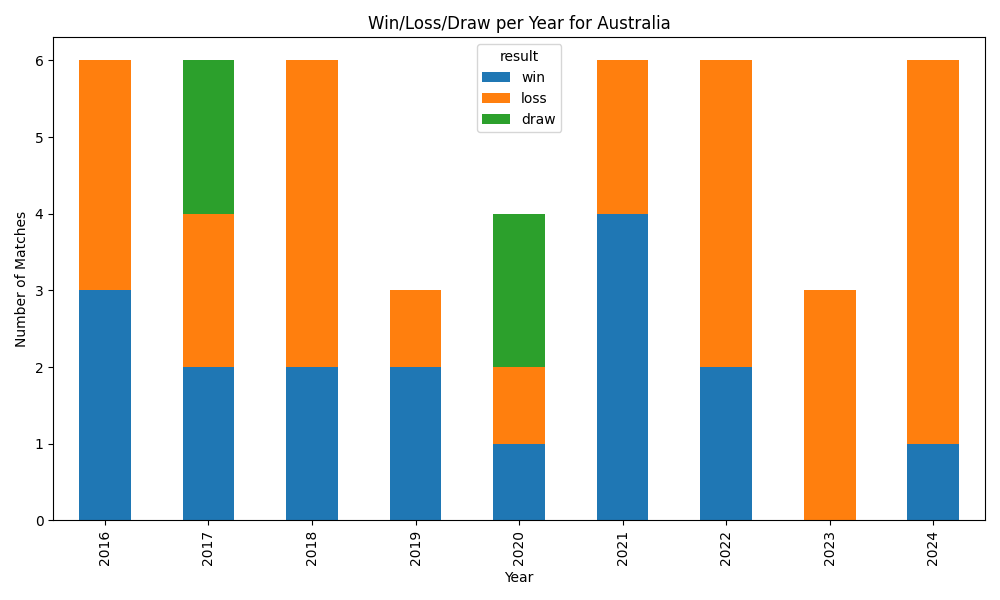 Win/Loss/Draw per Year for Australia
result
win
loss
draw
Number of Matches
6
5
4
3
2
1
0
2016
2017
2018
2019
2020
2021
2022
2023
2024
Year